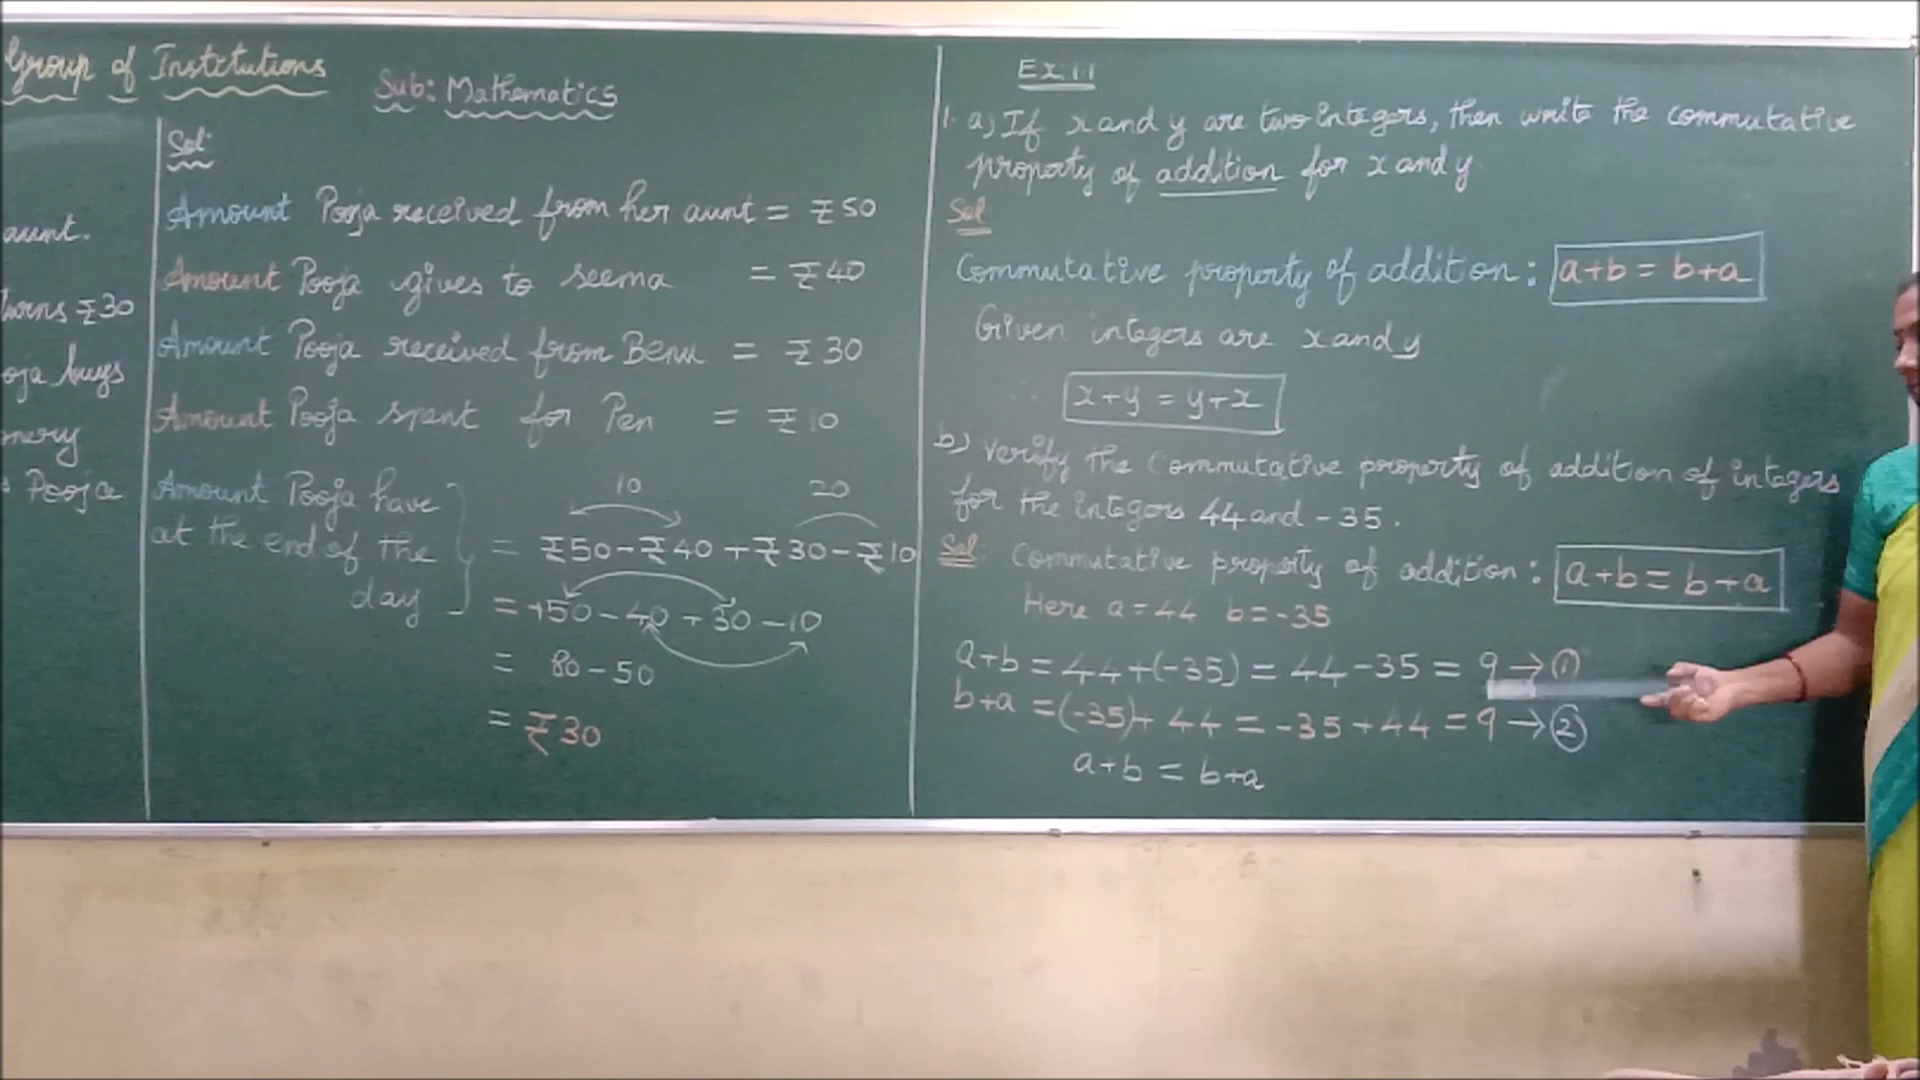 Group of Institutions
Sub: Mathematics
aunt.
₹30
buys
Pooja
Sol:
Amount Pooja received from her aunt = ₹50
Amount Pooja gives to seema = ₹40
Amount Pooja received from Benu = ₹30
Amount Pooja spent for Pen = ₹10
Amount Pooja have
at the end of the
day
10 20
= ₹50-₹40+₹30-₹10
= +50-40+30-10
= 80-50
= ₹30
Ex 1.1
1. a) If x and y are two integers, then write the commutative
property of addition for x and y
Sol
Commutative property of addition: a+b = b+a
Given integers are x and y
∴ x+y = y+x
b) verify the Commutative property of addition of integers
for the integers 44 and -35.
Sol Commutative property of addition: a+b = b+a
Here a=44 b=-35
a+b = 44+(-35) = 44-35 = 9 → ①
b+a = (-35)+44 = -35+44 = 9 → ②
a+b = b+a